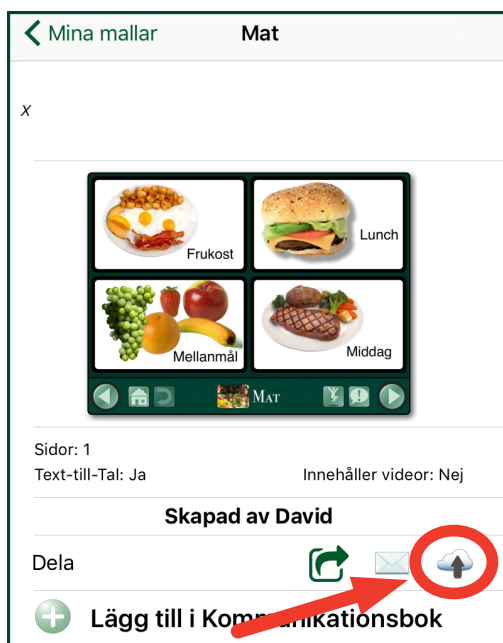 Mina mallar Mat
x
Frukost Lunch
Mellanmål Middag
MAT
Sidor: 1
Text-till-Tal: Ja Innehåller videor: Nej
Skapad av David
Dela
Lägg till i Kommunikationsbok